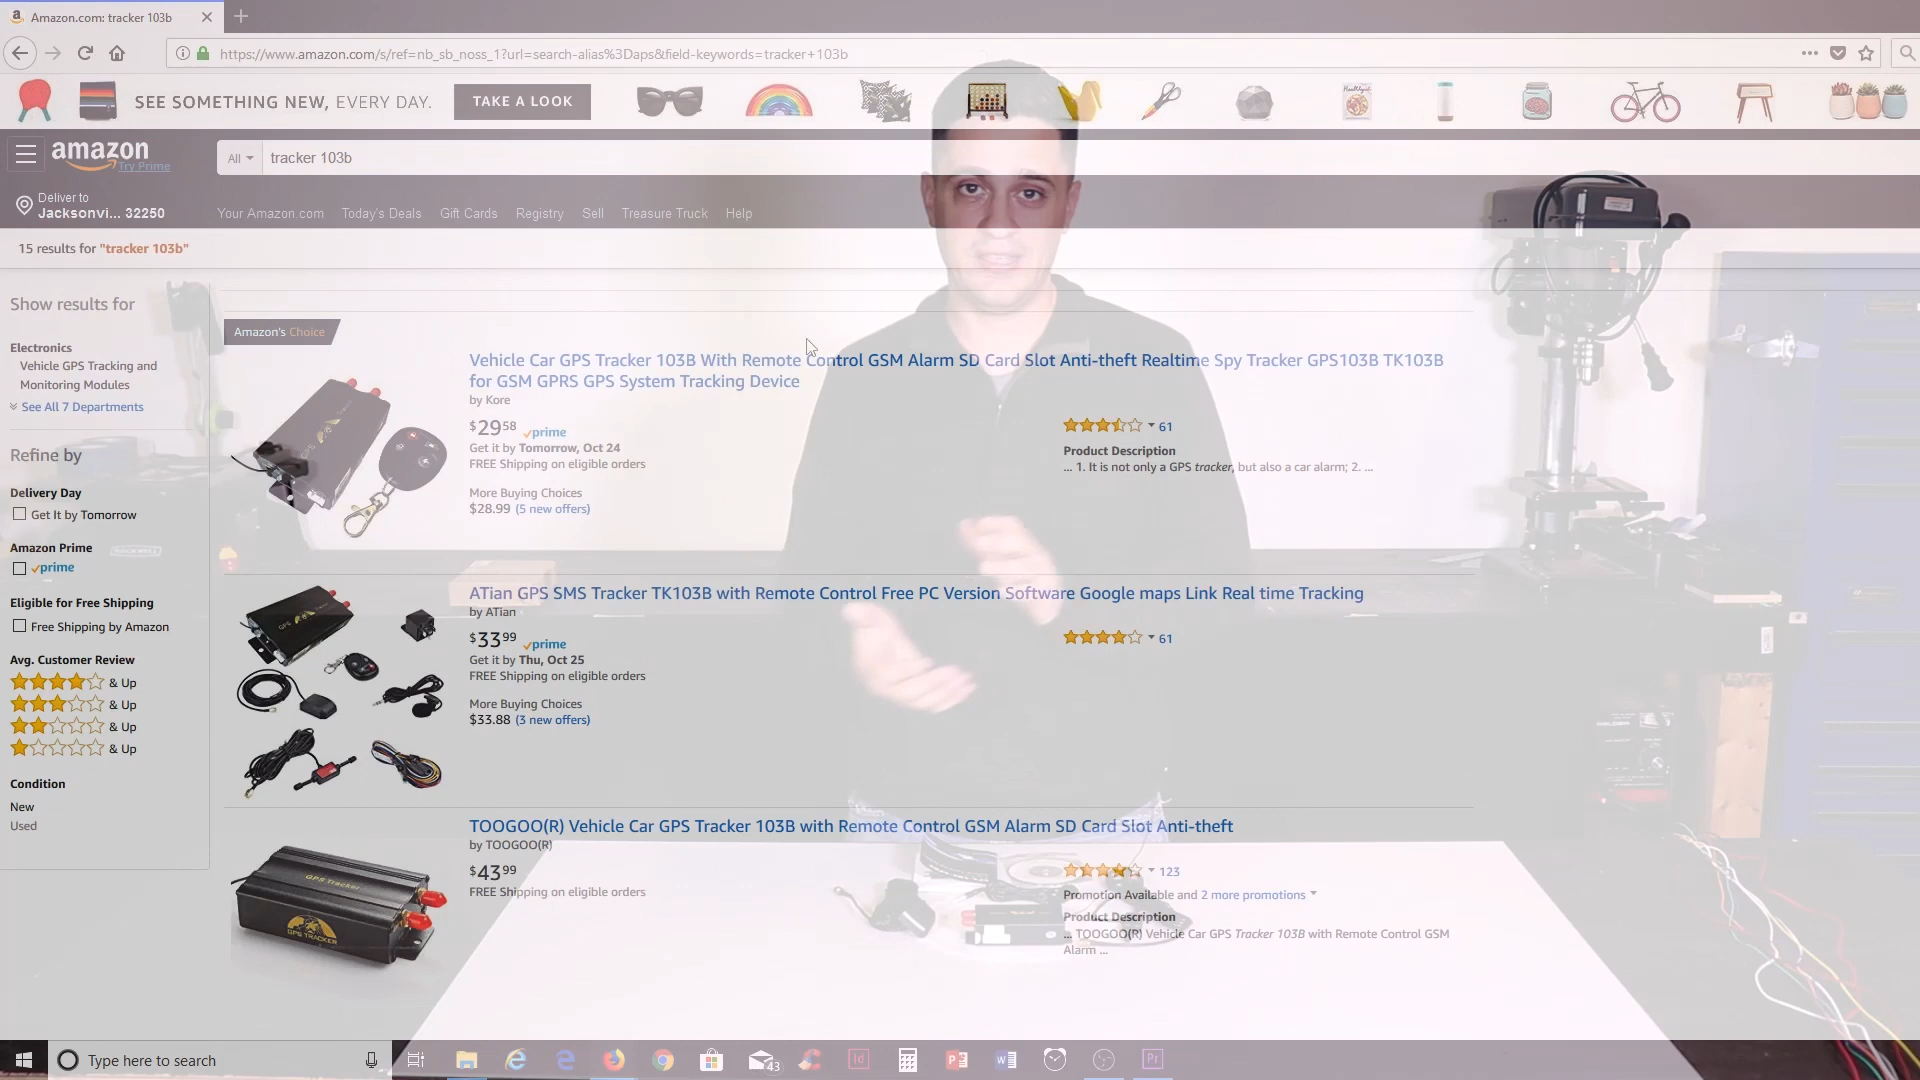 Amazon.com: tracker 103b
https://www.amazon.com/s/ref=nb_sb_noss_1?url=search-alias%3Daps&field-keywords=tracker+103b
SEE SOMETHING NEW, EVERY DAY.
TAKE A LOOK
amazon
Try Prime
All
tracker 103b
Deliver to
Jacksonvi... 32250
Your Amazon.com
Today's Deals
Gift Cards
Registry
Sell
Treasure Truck
Help
15 results for "tracker 103b"
Show results for
Electronics
Vehicle GPS Tracking and
Monitoring Modules
See All 7 Departments
Refine by
Delivery Day
Get It by Tomorrow
Amazon Prime
prime
Eligible for Free Shipping
Free Shipping by Amazon
Avg. Customer Review
& Up
& Up
& Up
& Up
Condition
New
Used
Amazon's Choice
Vehicle Car GPS Tracker 103B With Remote Control GSM Alarm SD Card Slot Anti-theft Realtime Spy Tracker GPS103B TK103B
for GSM GPRS GPS System Tracking Device
by Kore
$29 58 prime
Get it by Tomorrow, Oct 24
FREE Shipping on eligible orders
More Buying Choices
$28.99 (5 new offers)
61
Product Description
... 1. It is not only a GPS tracker, but also a car alarm; 2. ...
ATian GPS SMS Tracker TK103B with Remote Control Free PC Version Software Google maps Link Real time Tracking
by ATian
$33 99 prime
Get it by Thu, Oct 25
FREE Shipping on eligible orders
More Buying Choices
$33.88 (3 new offers)
61
TOOGOO(R) Vehicle Car GPS Tracker 103B with Remote Control GSM Alarm SD Card Slot Anti-theft
by TOOGOO(R)
$43 99
FREE Shipping on eligible orders
123
Promotion Available and 2 more promotions
Product Description
... TOOGOO(R) Vehicle Car GPS Tracker 103B with Remote Control GSM
Alarm ...
GPS Tracker
GPS TRACKER
Type here to search
43